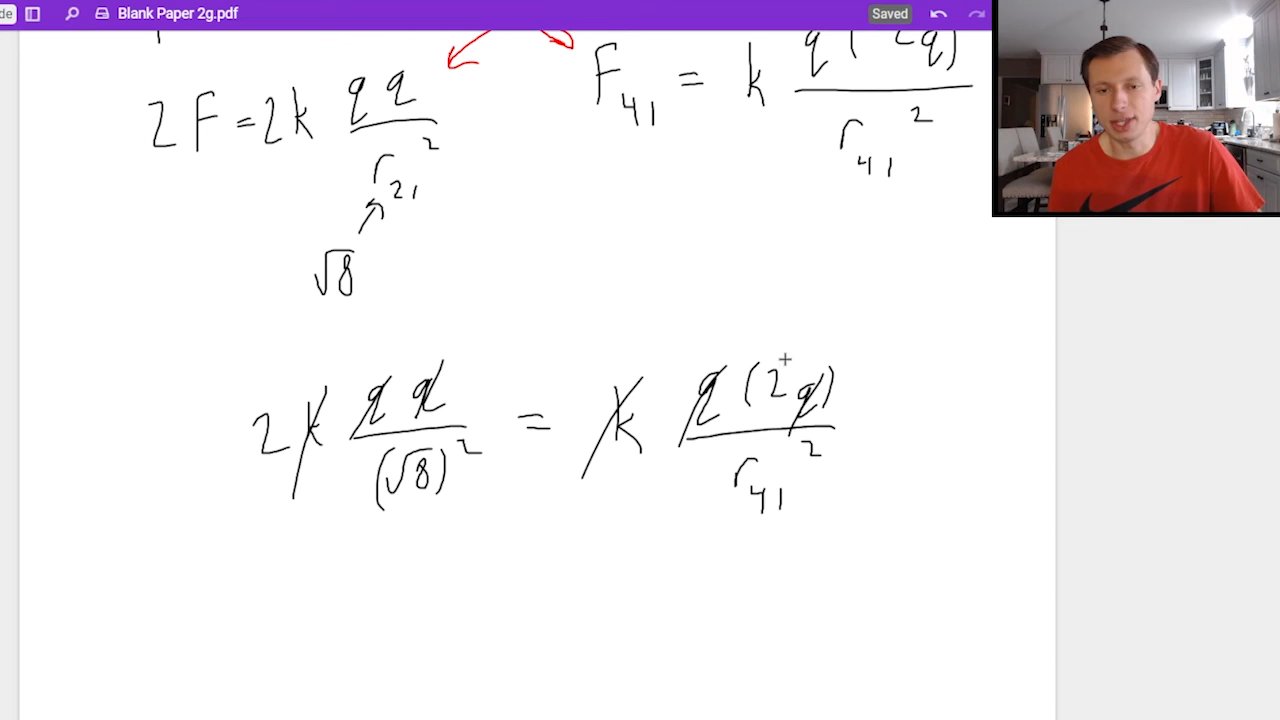 de Blank Paper 2g.pdf Saved
2F = 2k qq / r₂₁² F₄₁ = k q(2q) / r₄₁²
√8
2k qq / (√8)² = k q(2q) / r₄₁²